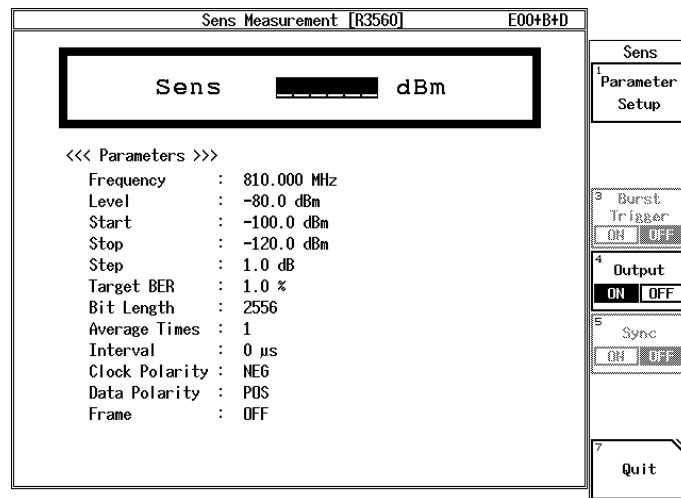 Sens Measurement [R3560] E00+B+D
Sens dBm
<<< Parameters >>>
Frequency : 810.000 MHz
Level : -80.0 dBm
Start : -100.0 dBm
Stop : -120.0 dBm
Step : 1.0 dB
Target BER : 1.0 %
Bit Length : 2556
Average Times : 1
Interval : 0 µs
Clock Polarity : NEG
Data Polarity : POS
Frame : OFF
Sens
1
Parameter
Setup
3
Burst
Trigger
ON OFF
4
Output
ON OFF
5
Sync
ON OFF
7
Quit